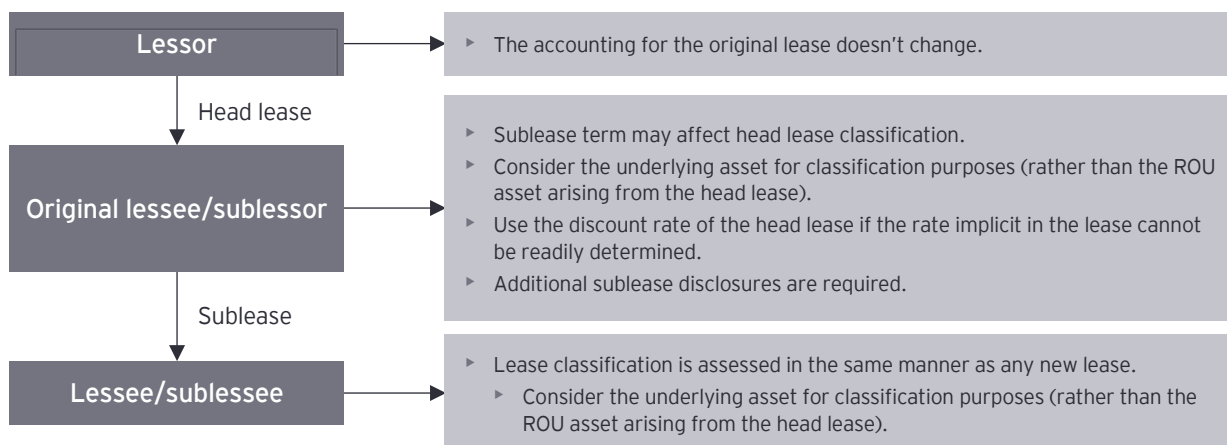 Lessor
▸ The accounting for the original lease doesn't change.
Head lease
Original lessee/sublessor
▸ Sublease term may affect head lease classification.
▸ Consider the underlying asset for classification purposes (rather than the ROU
asset arising from the head lease).
▸ Use the discount rate of the head lease if the rate implicit in the lease cannot
be readily determined.
▸ Additional sublease disclosures are required.
Sublease
Lessee/sublessee
▸ Lease classification is assessed in the same manner as any new lease.
▸ Consider the underlying asset for classification purposes (rather than the
ROU asset arising from the head lease).